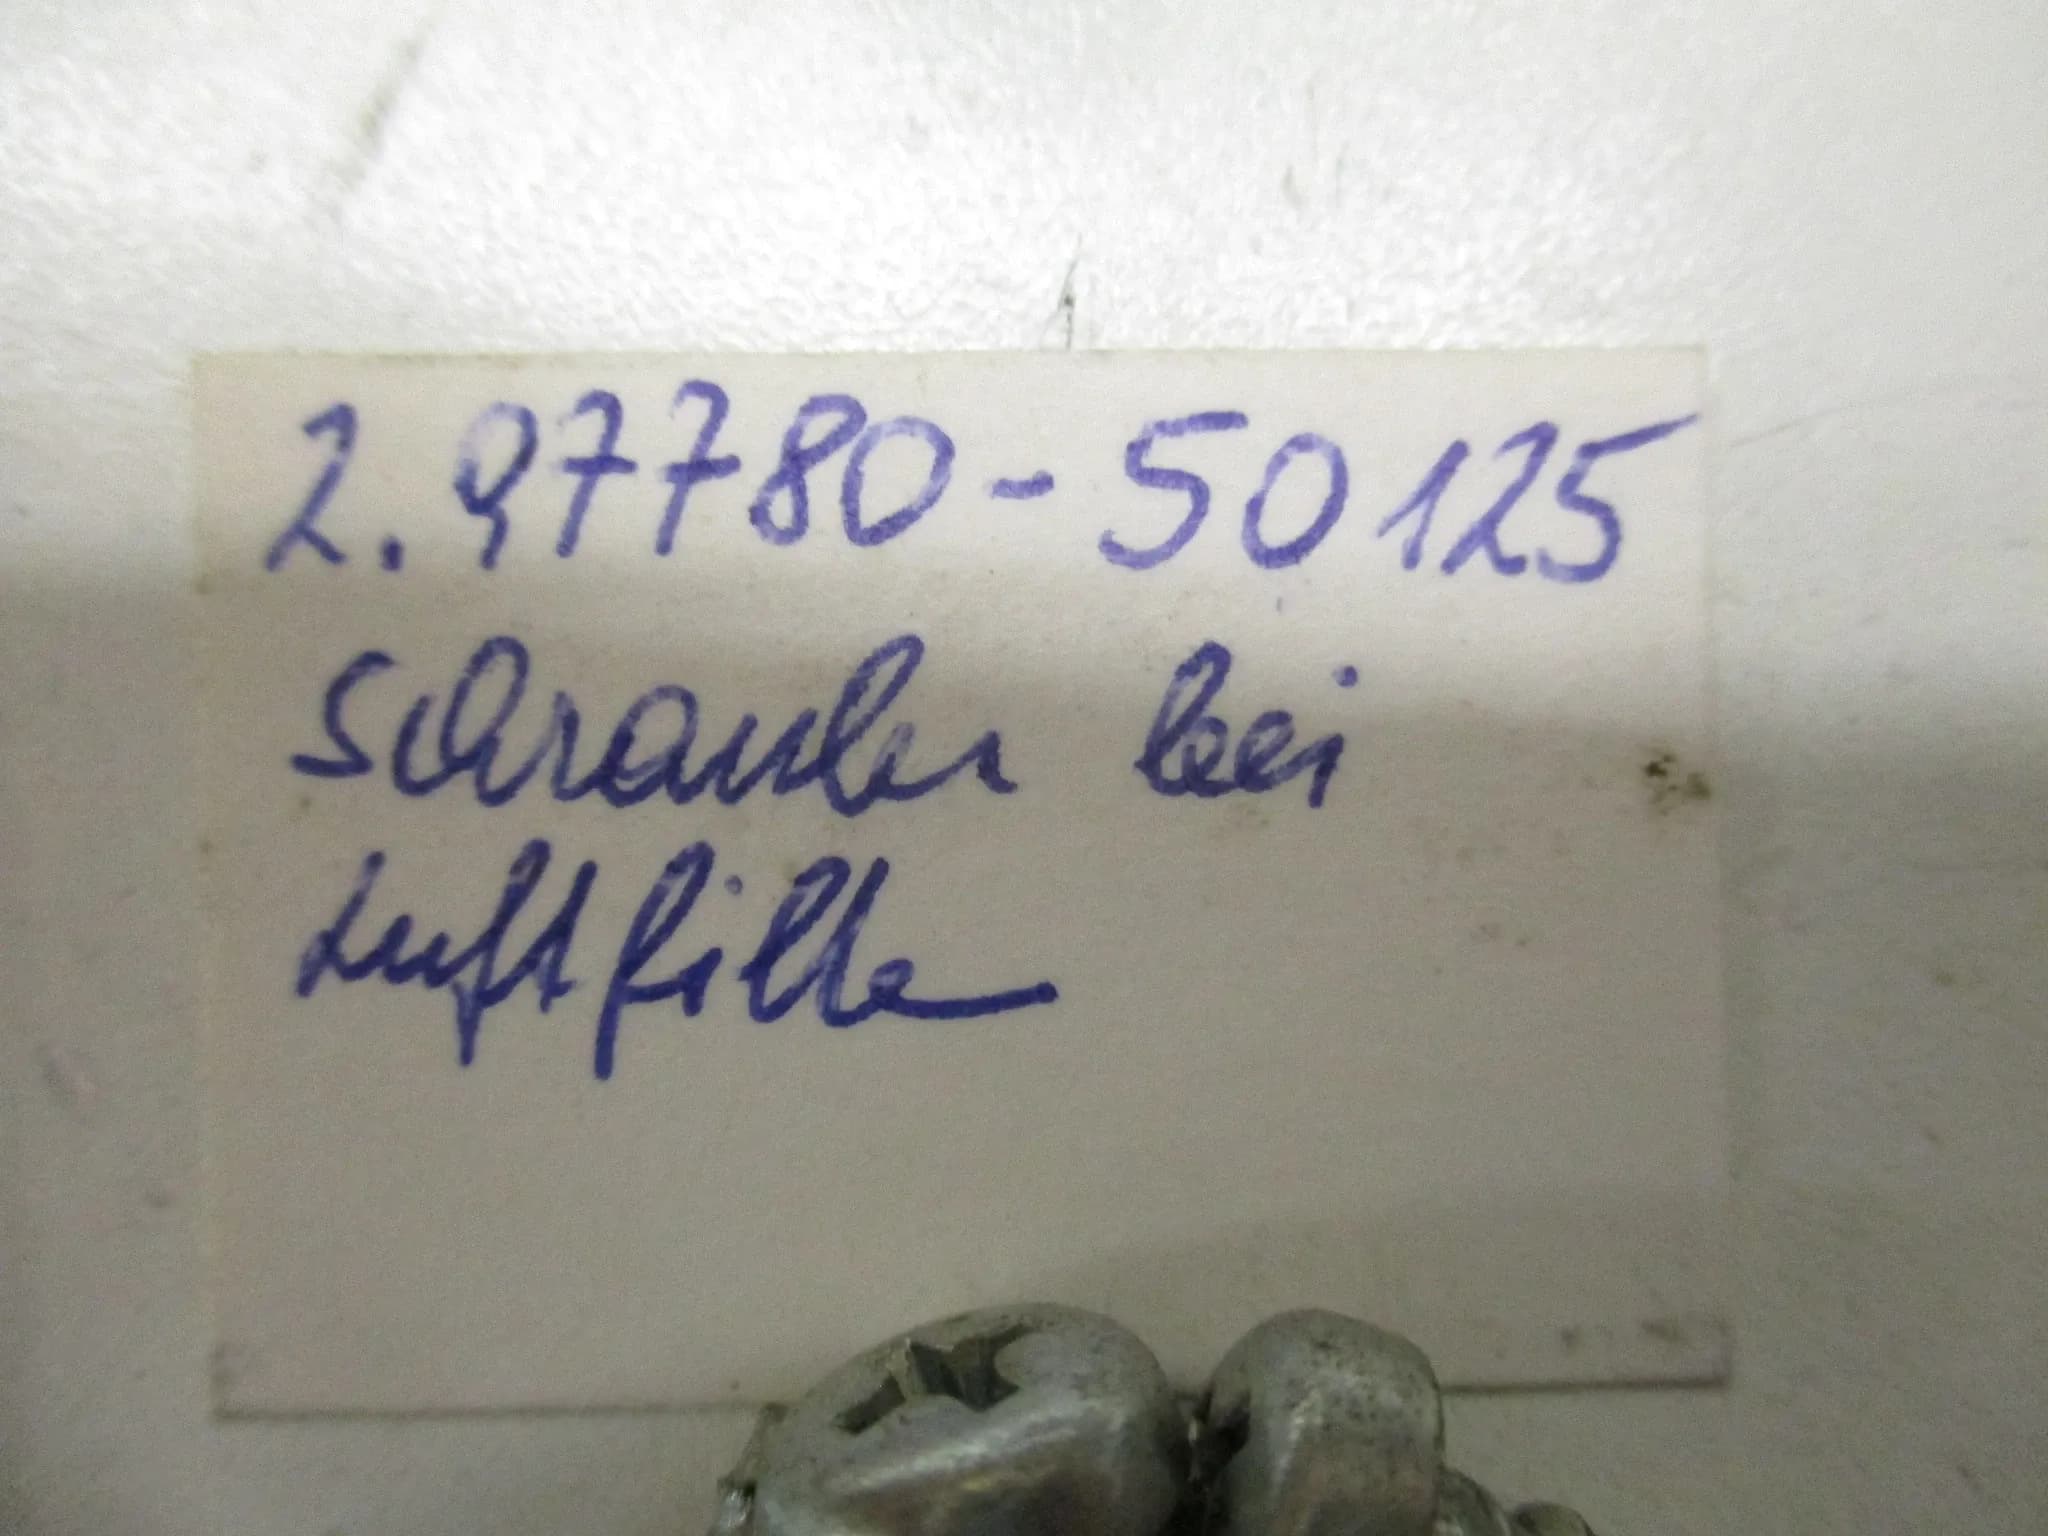 2. 97780-50125
Schrauben bei
Luftfilter